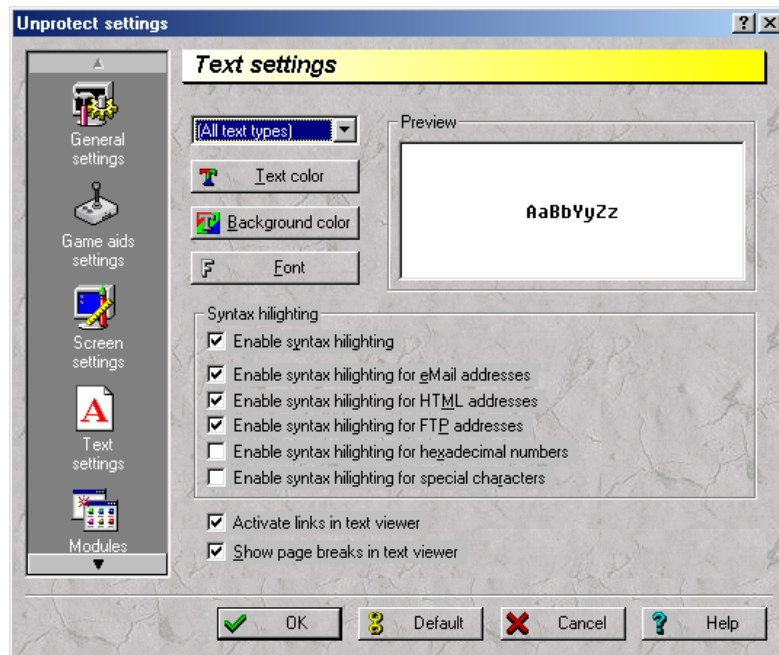 Unprotect settings
Text settings
General
settings
Game aids
settings
Screen
settings
Text
settings
Modules
(All text types)
Text color
Background color
Font
Preview
AaBbYyZz
Syntax hilighting
Enable syntax hilighting
Enable syntax hilighting for eMail addresses
Enable syntax hilighting for HTML addresses
Enable syntax hilighting for FTP addresses
Enable syntax hilighting for hexadecimal numbers
Enable syntax hilighting for special characters
Activate links in text viewer
Show page breaks in text viewer
OK
Default
Cancel
Help